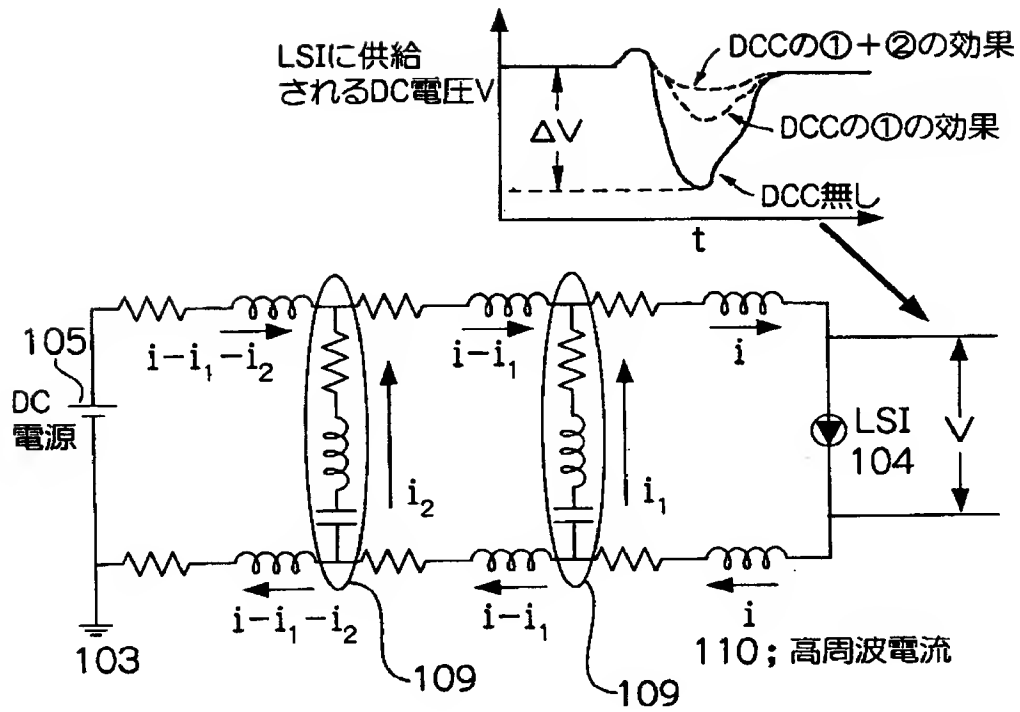 LSIに供給
されるDC電圧V
DCCの①+②の効果
ΔV
DCCの①の効果
DCC無し
t
105
DC
電源
i-i₁-i₂
i-i₁
i
i₂
i₁
LSI
104
V
i-i₁-i₂
i-i₁
i
103
109
109
110;高周波電流